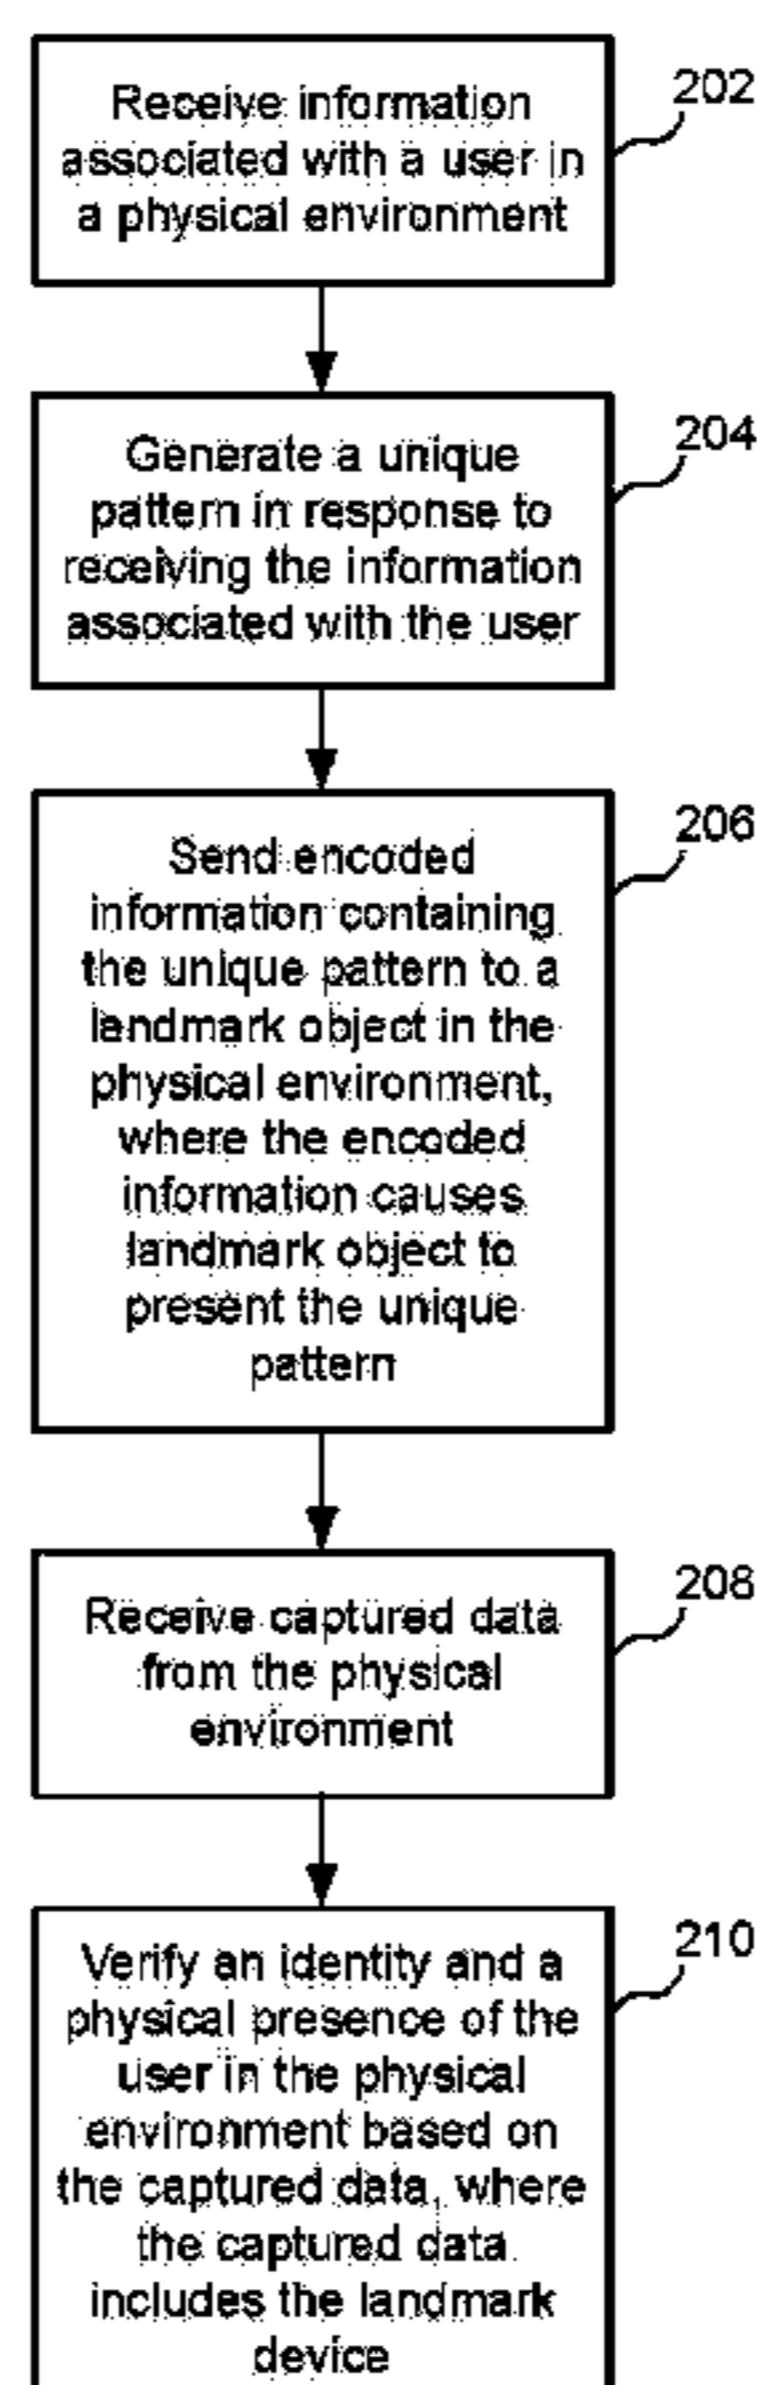 Receive information
associated with a user in
a physical environment
202
Generate a unique
pattern in response to
receiving the information
associated with the user
204
Send encoded
information containing
the unique pattern to a
landmark object in the
physical environment,
where the encoded
information causes
landmark object to
present the unique
pattern
206
Receive captured data
from the physical
environment
208
Verify an identity and a
physical presence of the
user in the physical
environment based on
the captured data, where
the captured data
includes the landmark
device
210